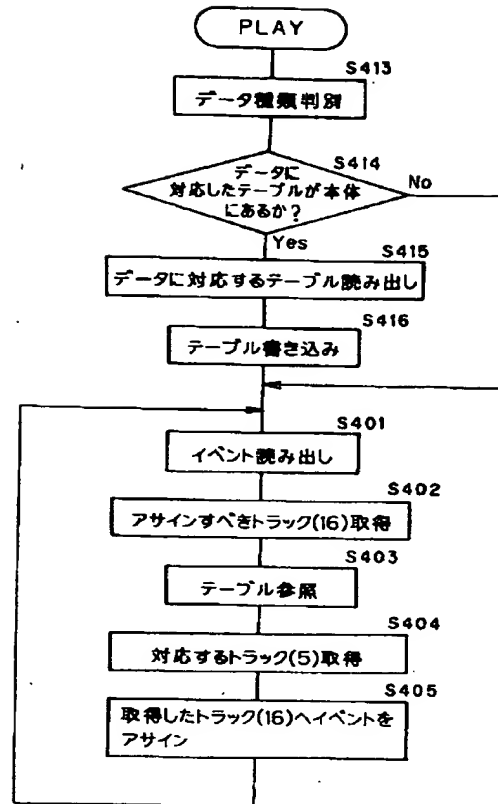 PLAY
S413
データ種類判別
S414
データに
対応したテーブルが本体
にあるか?
No
Yes
S415
データに対応するテーブル読み出し
S416
テーブル書き込み
S401
イベント読み出し
S402
アサインすべきトラック(16)取得
S403
テーブル参照
S404
対応するトラック(5)取得
S405
取得したトラック(16)へイベントを
アサイン